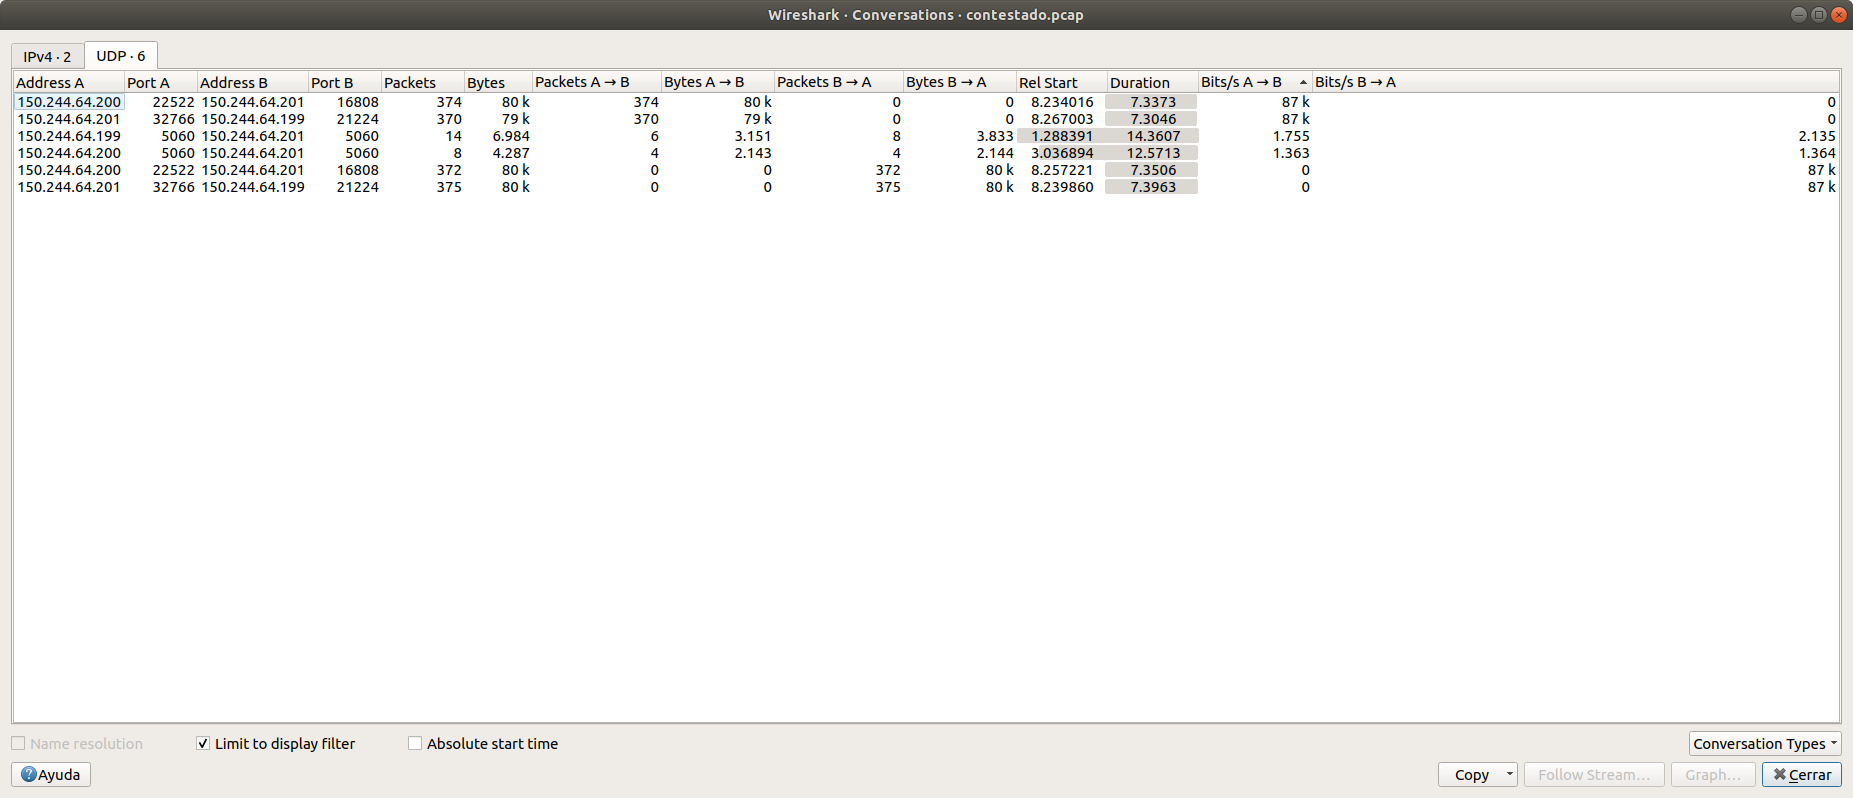 Wireshark · Conversations · contestado.pcap
IPv4 · 2 UDP · 6
Address A Port A Address B Port B Packets Bytes Packets A → B Bytes A → B Packets B → A Bytes B → A Rel Start Duration Bits/s A → B Bits/s B → A
150.244.64.200 22522 150.244.64.201 16808 374 80 k 374 80 k 0 0 8.234016 7.3373 87 k 0
150.244.64.201 32766 150.244.64.199 21224 370 79 k 370 79 k 0 0 8.267003 7.3046 87 k 0
150.244.64.199 5060 150.244.64.201 5060 14 6.984 6 3.151 8 3.833 1.288391 14.3607 1.755 2.135
150.244.64.200 5060 150.244.64.201 5060 8 4.287 4 2.143 4 2.144 3.036894 12.5713 1.363 1.364
150.244.64.200 22522 150.244.64.201 16808 372 80 k 0 0 372 80 k 8.257221 7.3506 0 87 k
150.244.64.201 32766 150.244.64.199 21224 375 80 k 0 0 375 80 k 8.239860 7.3963 0 87 k
Name resolution Limit to display filter Absolute start time Conversation Types
Ayuda Copy Follow Stream... Graph... Cerrar